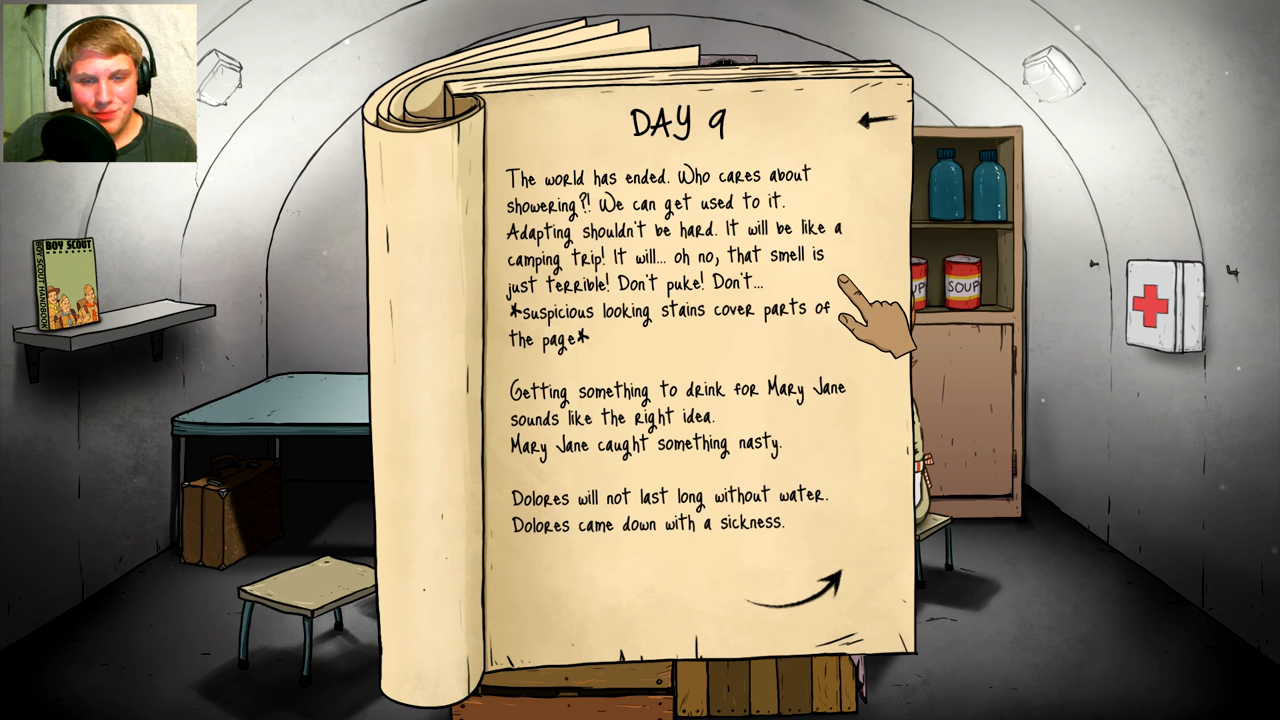 DAY 9
The world has ended. Who cares about
showering?! We can get used to it.
Adapting shouldn't be hard. It will be like a
camping trip! It will... oh no, that smell is
just terrible! Don't puke! Don't...
*suspicious looking stains cover parts of
the page*
Getting something to drink for Mary Jane
sounds like the right idea.
Mary Jane caught something nasty.
Dolores will not last long without water.
Dolores came down with a sickness.
BOY SCOUT
BOY SCOUT HANDBOOK
UP
SOUP